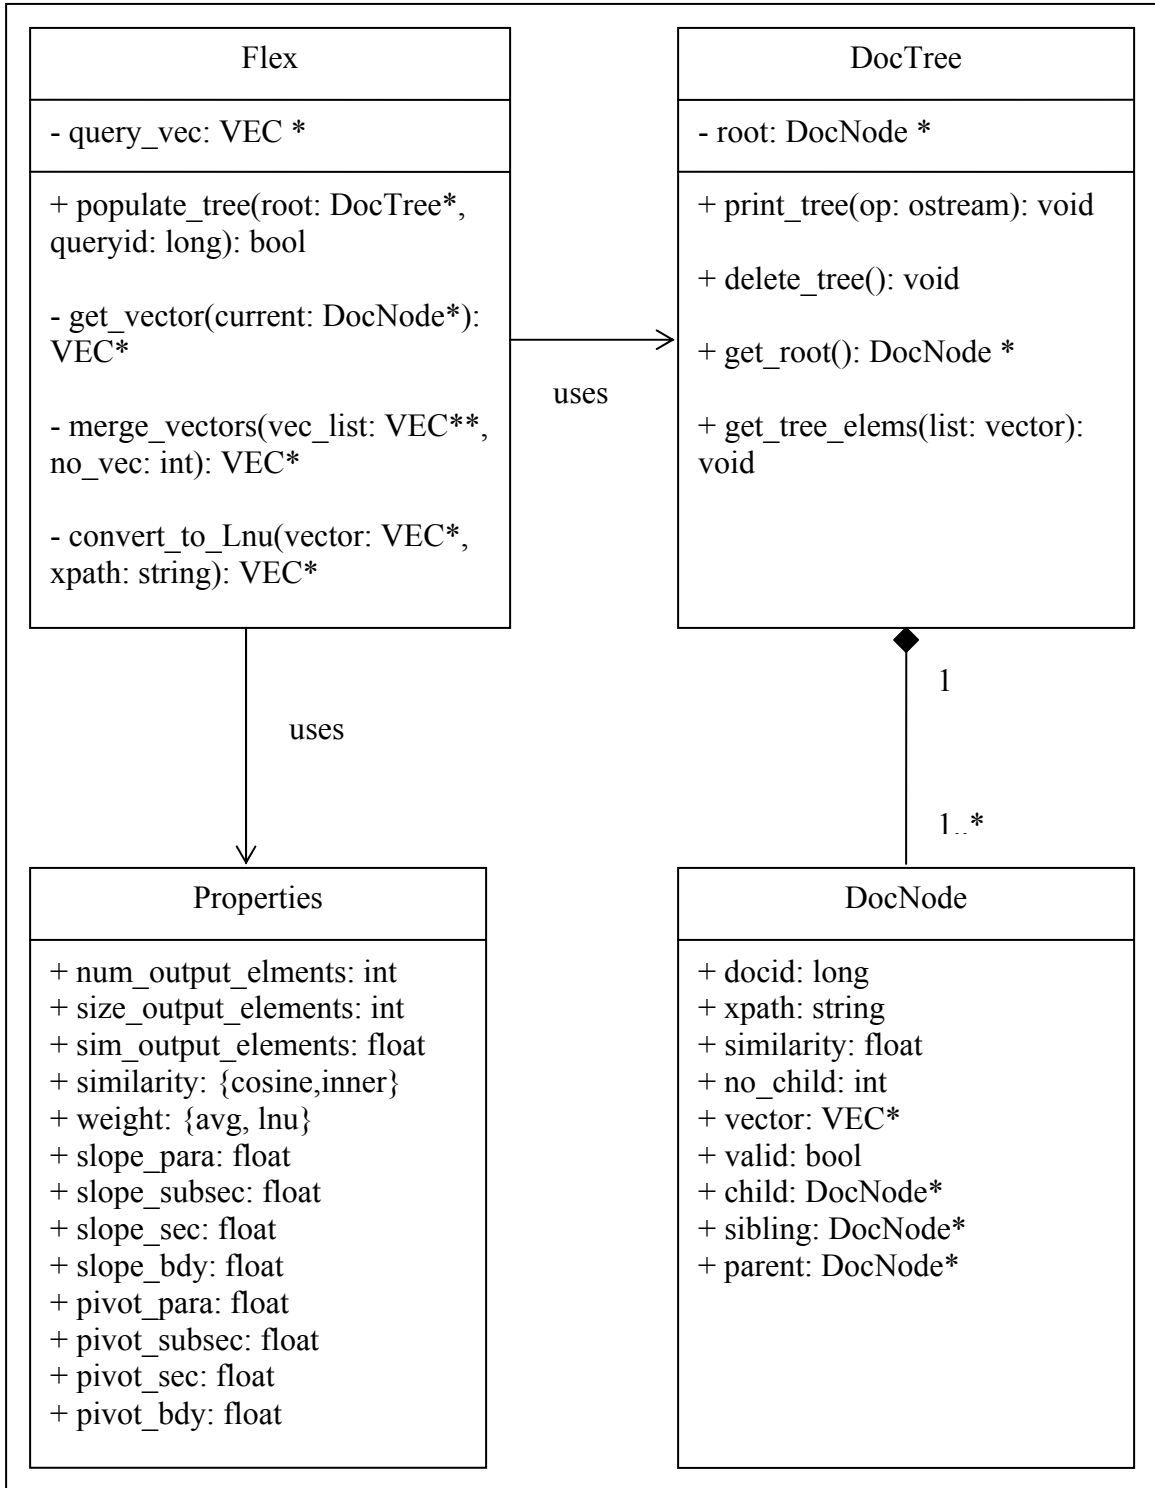 Flex
- query_vec: VEC *
+ populate_tree(root: DocTree*,
queryid: long): bool
- get_vector(current: DocNode*):
VEC*
- merge_vectors(vec_list: VEC**,
no_vec: int): VEC*
- convert_to_Lnu(vector: VEC*,
xpath: string): VEC*
uses
DocTree
- root: DocNode *
+ print_tree(op: ostream): void
+ delete_tree(): void
+ get_root(): DocNode *
+ get_tree_elems(list: vector):
void
1
uses
1..*
Properties
+ num_output_elments: int
+ size_output_elements: int
+ sim_output_elements: float
+ similarity: {cosine,inner}
+ weight: {avg, lnu}
+ slope_para: float
+ slope_subsec: float
+ slope_sec: float
+ slope_bdy: float
+ pivot_para: float
+ pivot_subsec: float
+ pivot_sec: float
+ pivot_bdy: float
DocNode
+ docid: long
+ xpath: string
+ similarity: float
+ no_child: int
+ vector: VEC*
+ valid: bool
+ child: DocNode*
+ sibling: DocNode*
+ parent: DocNode*